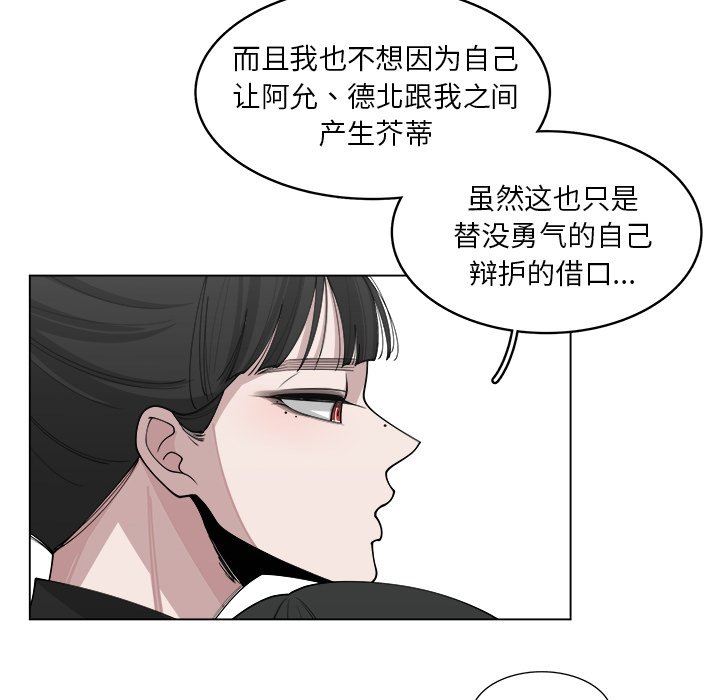 而且我也不想因为自己
让阿允、德北跟我之间
产生芥蒂
虽然这也只是
替没勇气的自己
辩护的借口...